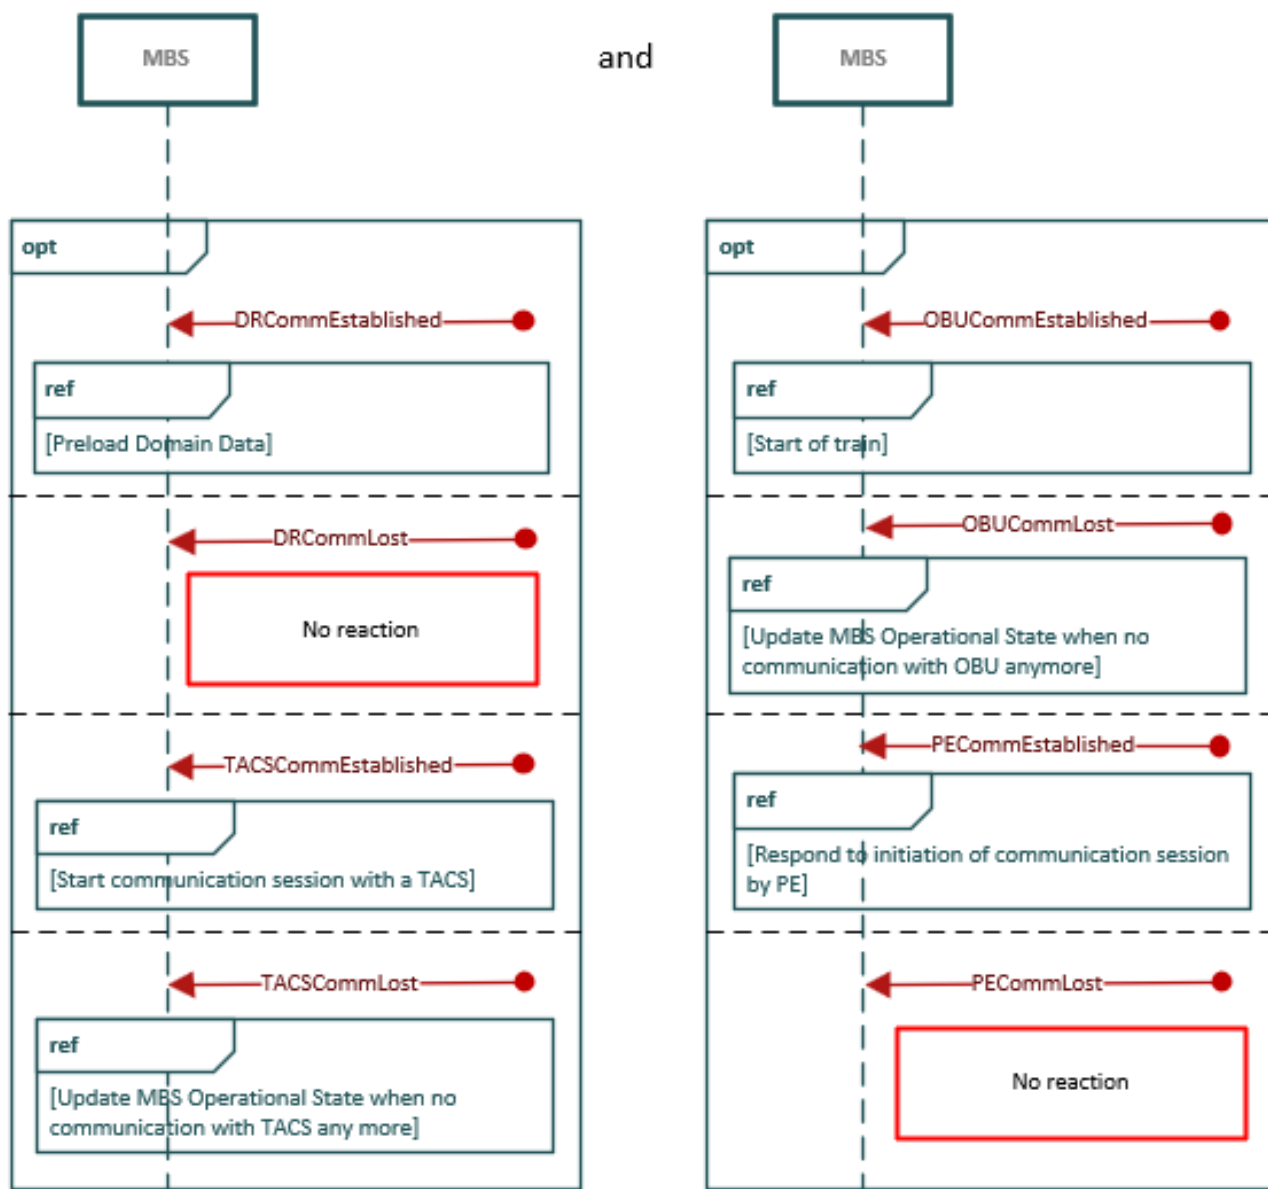 MBS
and
MBS
opt
DRCommEstablished
ref
[Preload Domain Data]
DRCommLost
No reaction
TACSCommEstablished
ref
[Start communication session with a TACS]
TACSCommLost
ref
[Update MBS Operational State when no
communication with TACS any more]
opt
OBUCommEstablished
ref
[Start of train]
OBUCommLost
ref
[Update MBS Operational State when no
communication with OBU anymore]
PECommEstablished
ref
[Respond to initiation of communication session
by PE]
PECommLost
No reaction